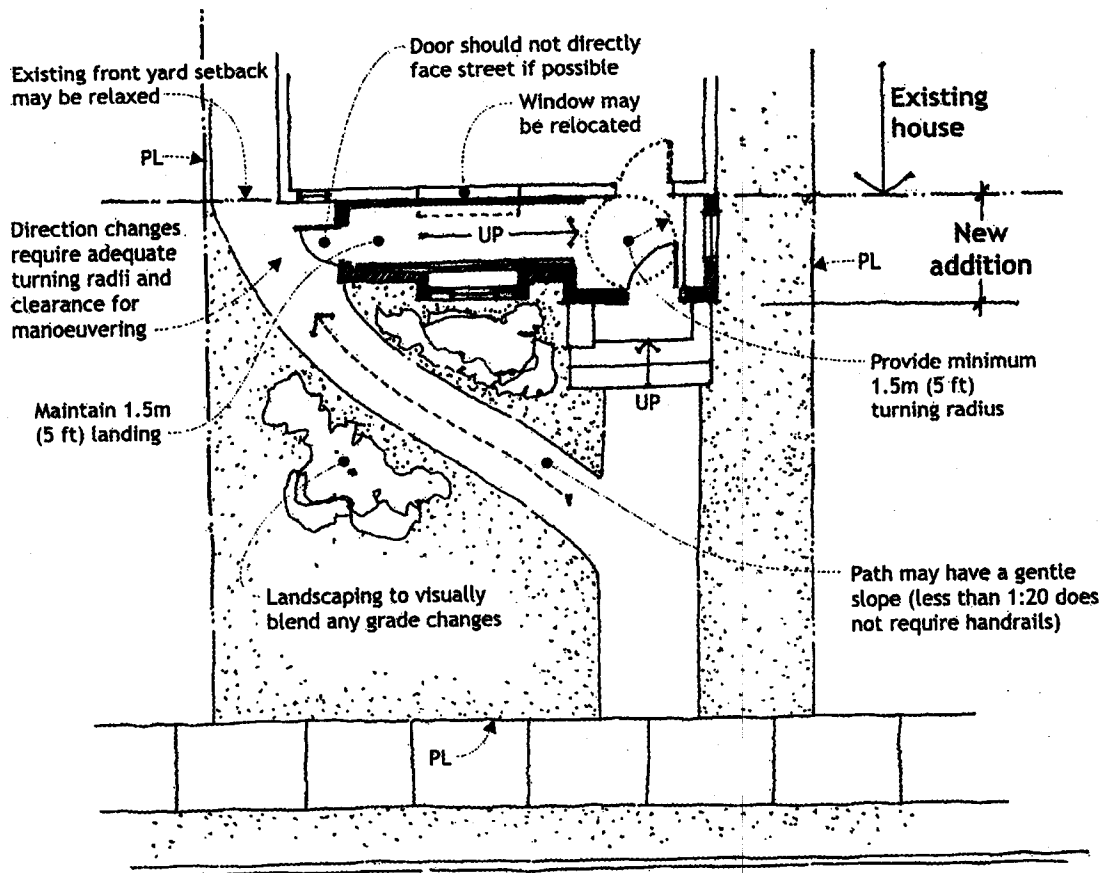 Door should not directly
face street if possible
Existing front yard setback
may be relaxed
Window may
be relocated
Existing
house
PL
Direction changes
require adequate
turning radii and
clearance for
manoeuvering
UP
New
addition
PL
Provide minimum
1.5m (5 ft)
turning radius
Maintain 1.5m
(5 ft) landing
UP
Path may have a gentle
slope (less than 1:20 does
not require handrails)
Landscaping to visually
blend any grade changes
PL